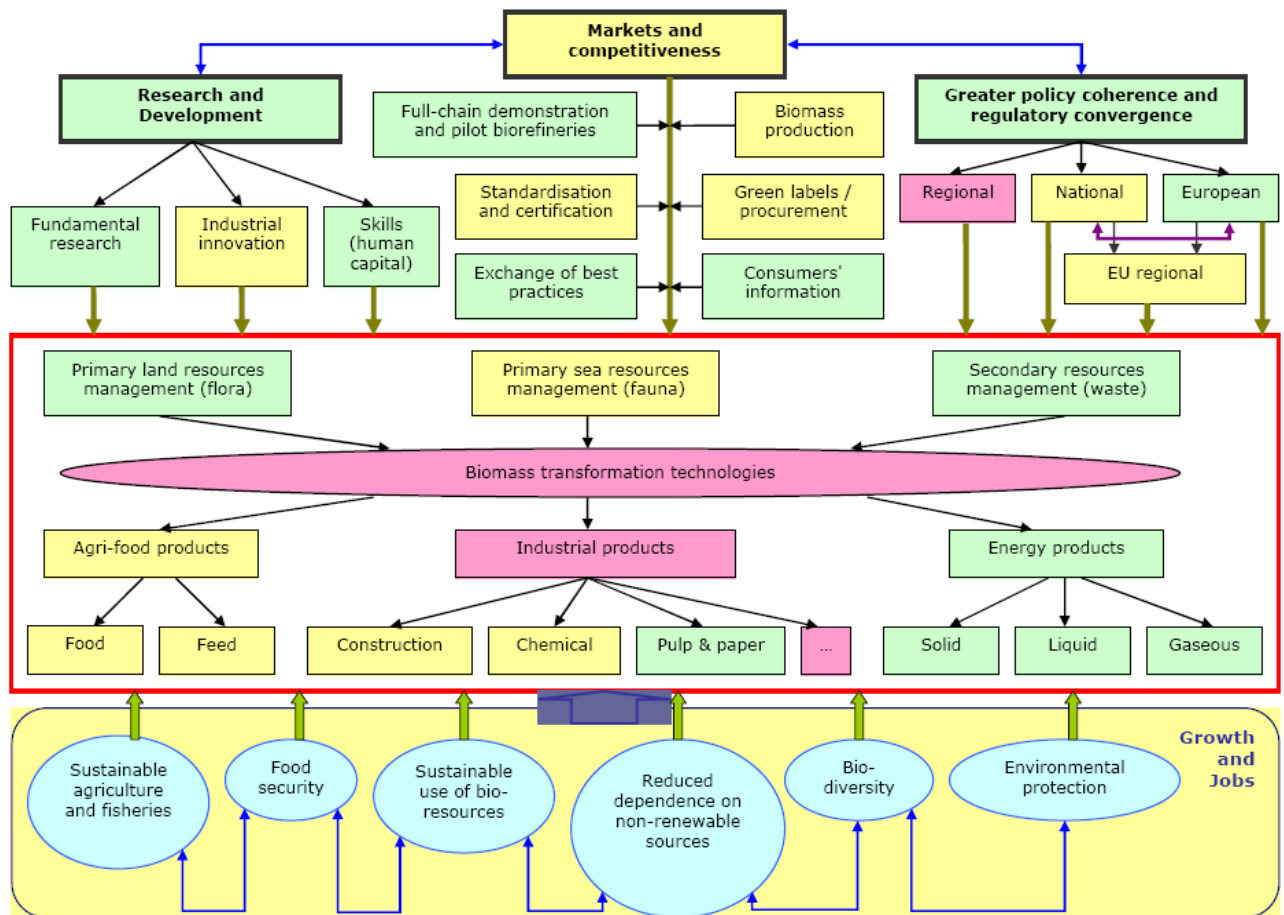 Markets and
competitiveness
Research and
Development
Full-chain demonstration
and pilot biorefineries
Biomass
production
Greater policy coherence and
regulatory convergence
Standardisation
and certification
Green labels /
procurement
Regional
National
European
Fundamental
research
Industrial
innovation
Skills
(human
capital)
Exchange of best
practices
Consumers'
information
EU regional
Primary land resources
management (flora)
Primary sea resources
management (fauna)
Secondary resources
management (waste)
Biomass transformation technologies
Agri-food products
Industrial products
Energy products
Food
Feed
Construction
Chemical
Pulp & paper
...
Solid
Liquid
Gaseous
Growth
and
Jobs
Sustainable
agriculture
and fisheries
Food
security
Sustainable
use of bio-
resources
Reduced
dependence on
non-renewable
sources
Bio-
diversity
Environmental
protection